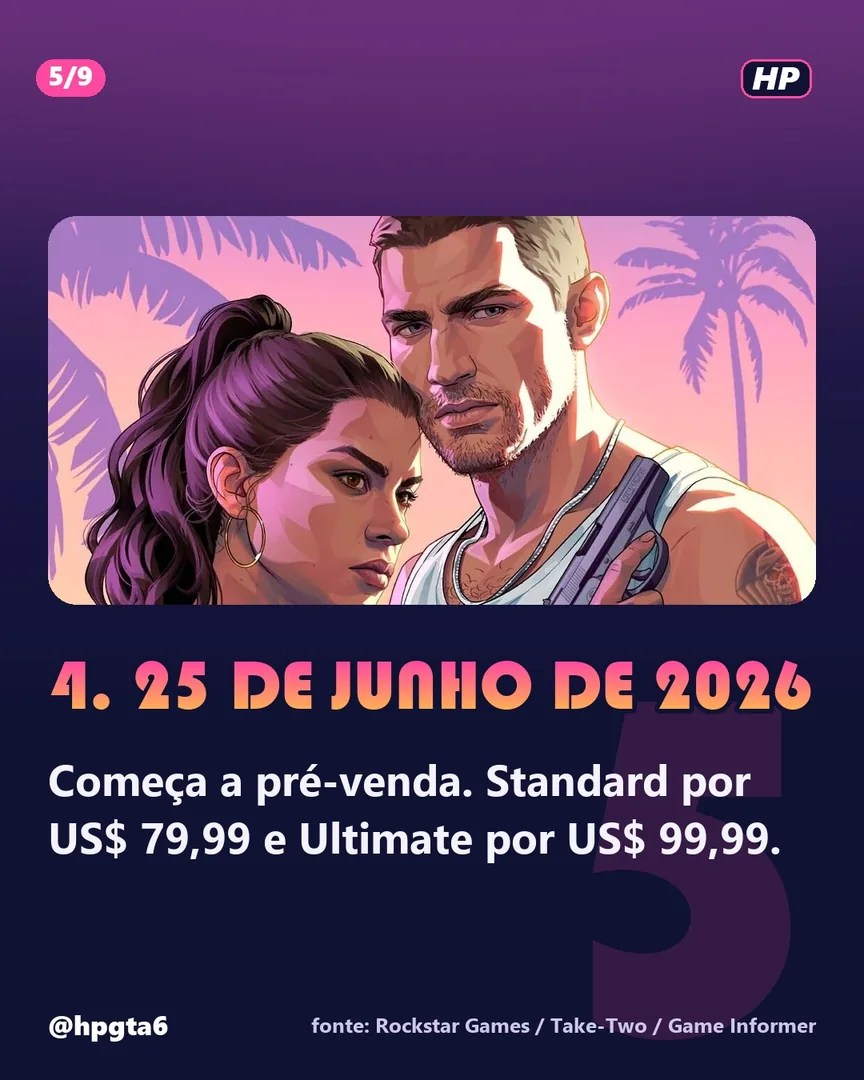 5/9
HP
4. 25 DE JUNHO DE 2026
Começa a pré-venda. Standard por
US$ 79,99 e Ultimate por US$ 99,99.
5
@hpgta6
fonte: Rockstar Games / Take-Two / Game Informer